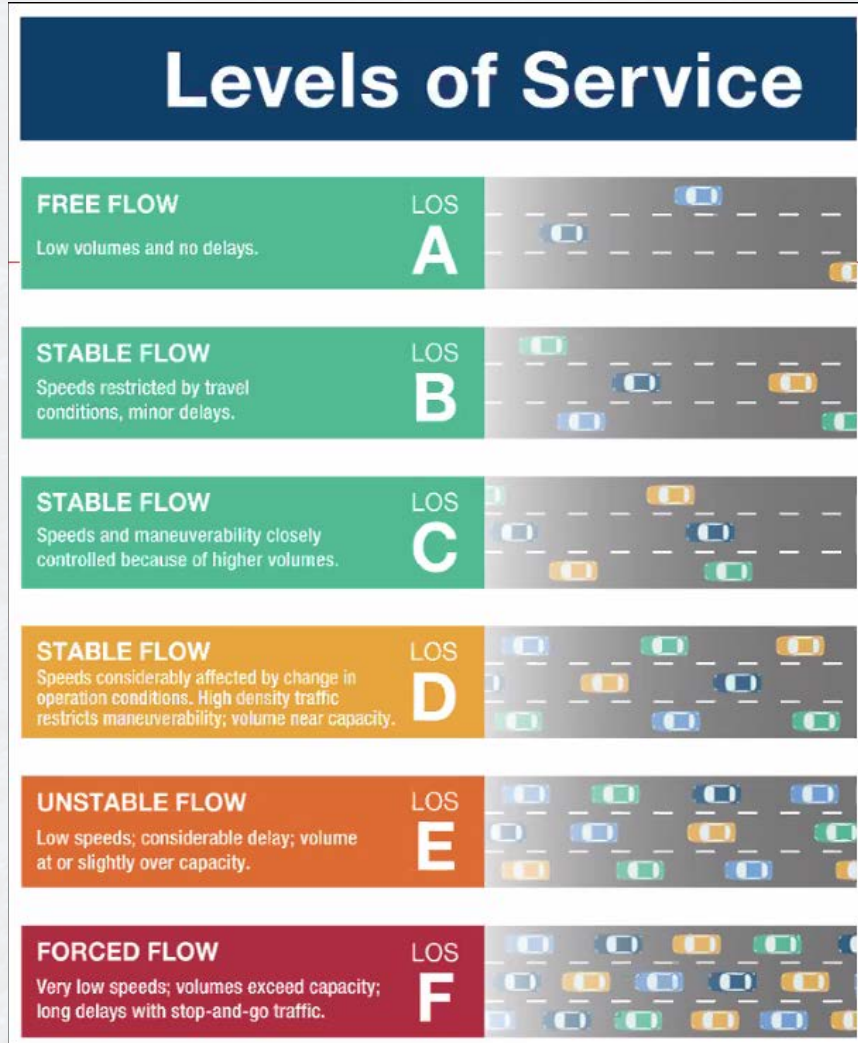 Levels of Service
FREE FLOW
LOS
Low volumes and no delays.
A
STABLE FLOW
LOS
Speeds restricted by travel
conditions, minor delays.
B
STABLE FLOW
LOS
Speeds and maneuverability closely
controlled because of higher volumes.
C
STABLE FLOW
LOS
Speeds considerably affected by change in
operation conditions. High density traffic
restricts maneuverability; volume near capacity.
D
UNSTABLE FLOW
LOS
Low speeds; considerable delay; volume
at or slightly over capacity.
E
FORCED FLOW
LOS
Very low speeds; volumes exceed capacity;
long delays with stop-and-go traffic.
F